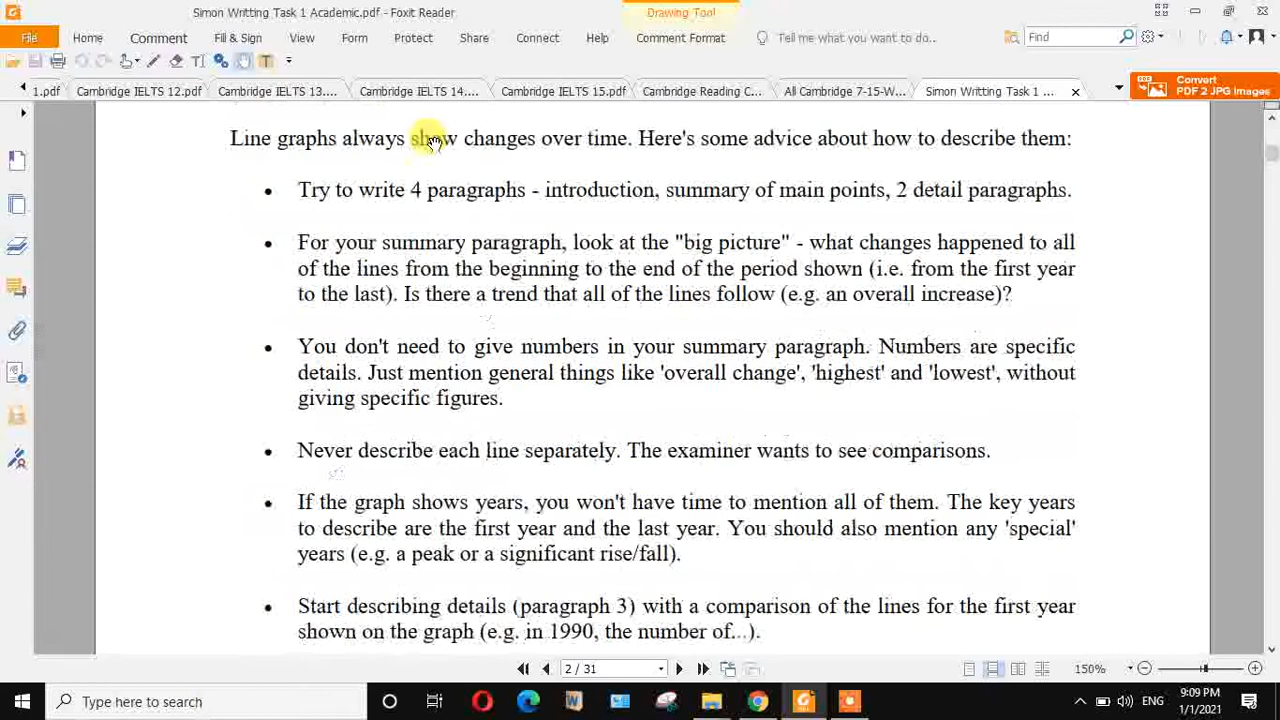 Simon Writting Task 1 Academic.pdf - Foxit Reader
Drawing Tool
File
Home
Comment
Fill & Sign
View
Form
Protect
Share
Connect
Help
Comment Format
Tell me what you want to do..
Find
1.pdf
Cambridge IELTS 12.pdf
Cambridge IELTS 13....
Cambridge IELTS 14....
Cambridge IELTS 15.pdf
Cambridge Reading C...
All Cambridge 7-15-W...
Simon Writting Task 1 ...
Convert
PDF 2 JPG Images
Line graphs always show changes over time. Here's some advice about how to describe them:
• Try to write 4 paragraphs - introduction, summary of main points, 2 detail paragraphs.
• For your summary paragraph, look at the "big picture" - what changes happened to all
of the lines from the beginning to the end of the period shown (i.e. from the first year
to the last). Is there a trend that all of the lines follow (e.g. an overall increase)?
• You don't need to give numbers in your summary paragraph. Numbers are specific
details. Just mention general things like 'overall change', 'highest' and 'lowest', without
giving specific figures.
• Never describe each line separately. The examiner wants to see comparisons.
• If the graph shows years, you won't have time to mention all of them. The key years
to describe are the first year and the last year. You should also mention any 'special'
years (e.g. a peak or a significant rise/fall).
• Start describing details (paragraph 3) with a comparison of the lines for the first year
shown on the graph (e.g. in 1990, the number of...).
2 / 31
150%
Type here to search
ENG
9:09 PM
1/1/2021